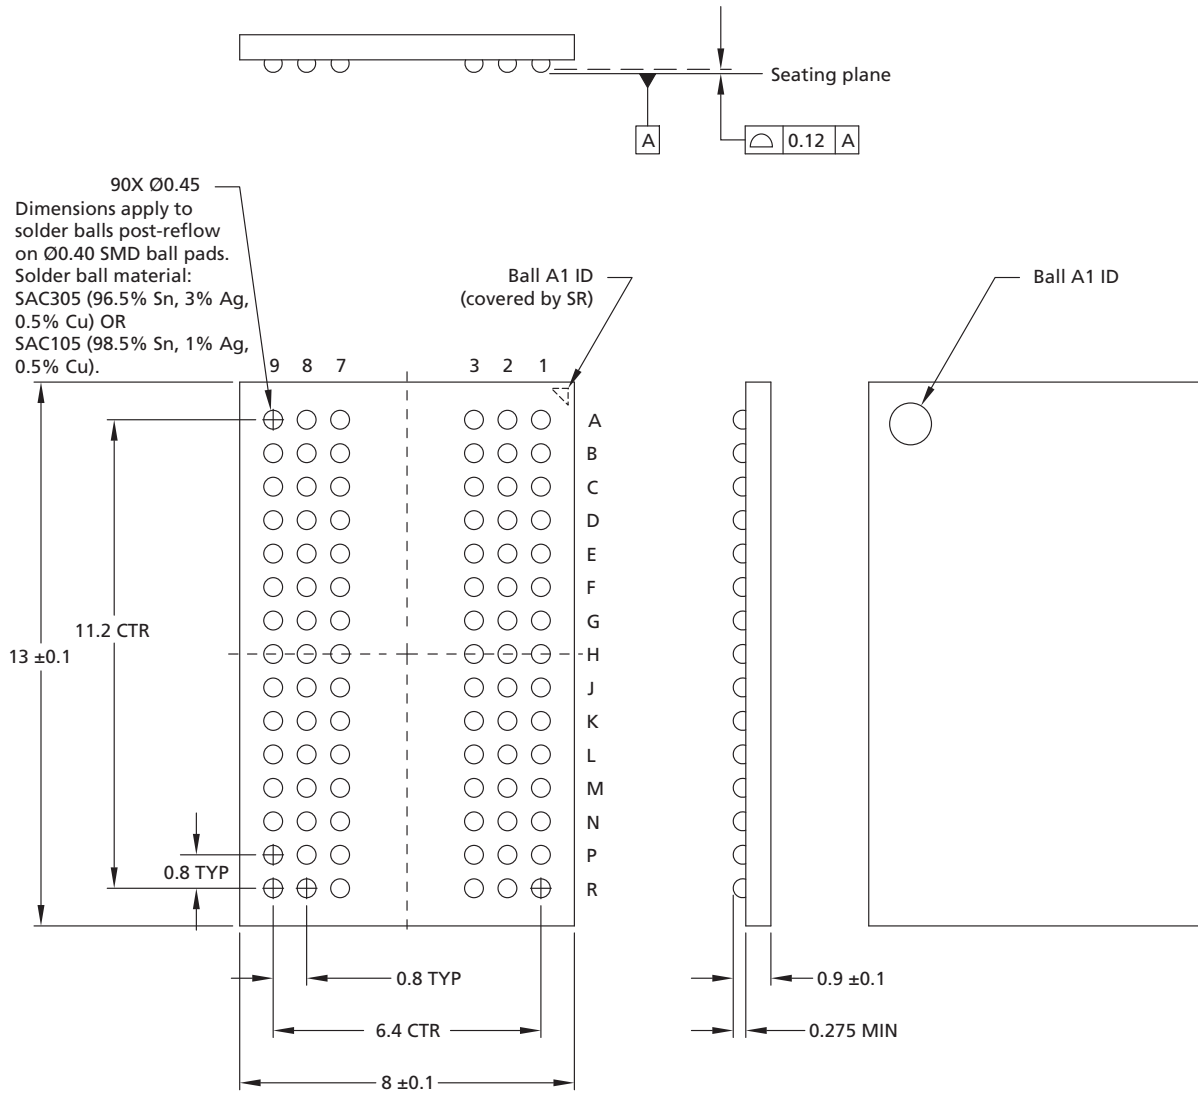 Seating plane
A
0.12 A
90X Ø0.45
Dimensions apply to
solder balls post-reflow
on Ø0.40 SMD ball pads.
Solder ball material:
SAC305 (96.5% Sn, 3% Ag,
0.5% Cu) OR
SAC105 (98.5% Sn, 1% Ag,
0.5% Cu).
Ball A1 ID
(covered by SR)
Ball A1 ID
9 8 7 3 2 1
A
B
C
D
E
F
G
H
J
K
L
M
N
P
R
11.2 CTR
13 ±0.1
0.8 TYP
0.8 TYP
0.9 ±0.1
6.4 CTR
0.275 MIN
8 ±0.1